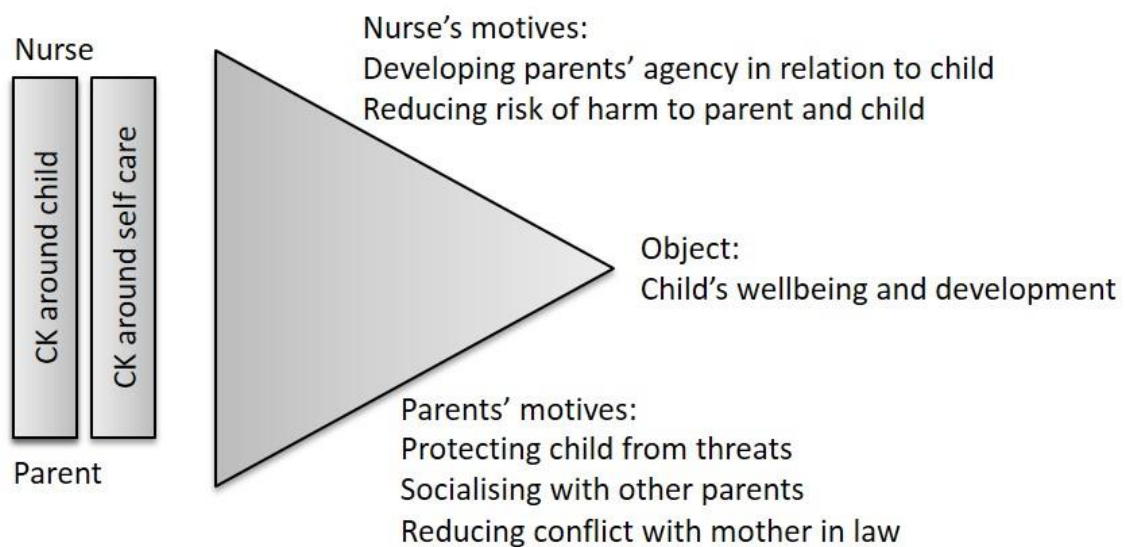 Nurse
CK around child
CK around self care
Parent
Nurse’s motives:
Developing parents’ agency in relation to child
Reducing risk of harm to parent and child
Object:
Child’s wellbeing and development
Parents’ motives:
Protecting child from threats
Socialising with other parents
Reducing conflict with mother in law